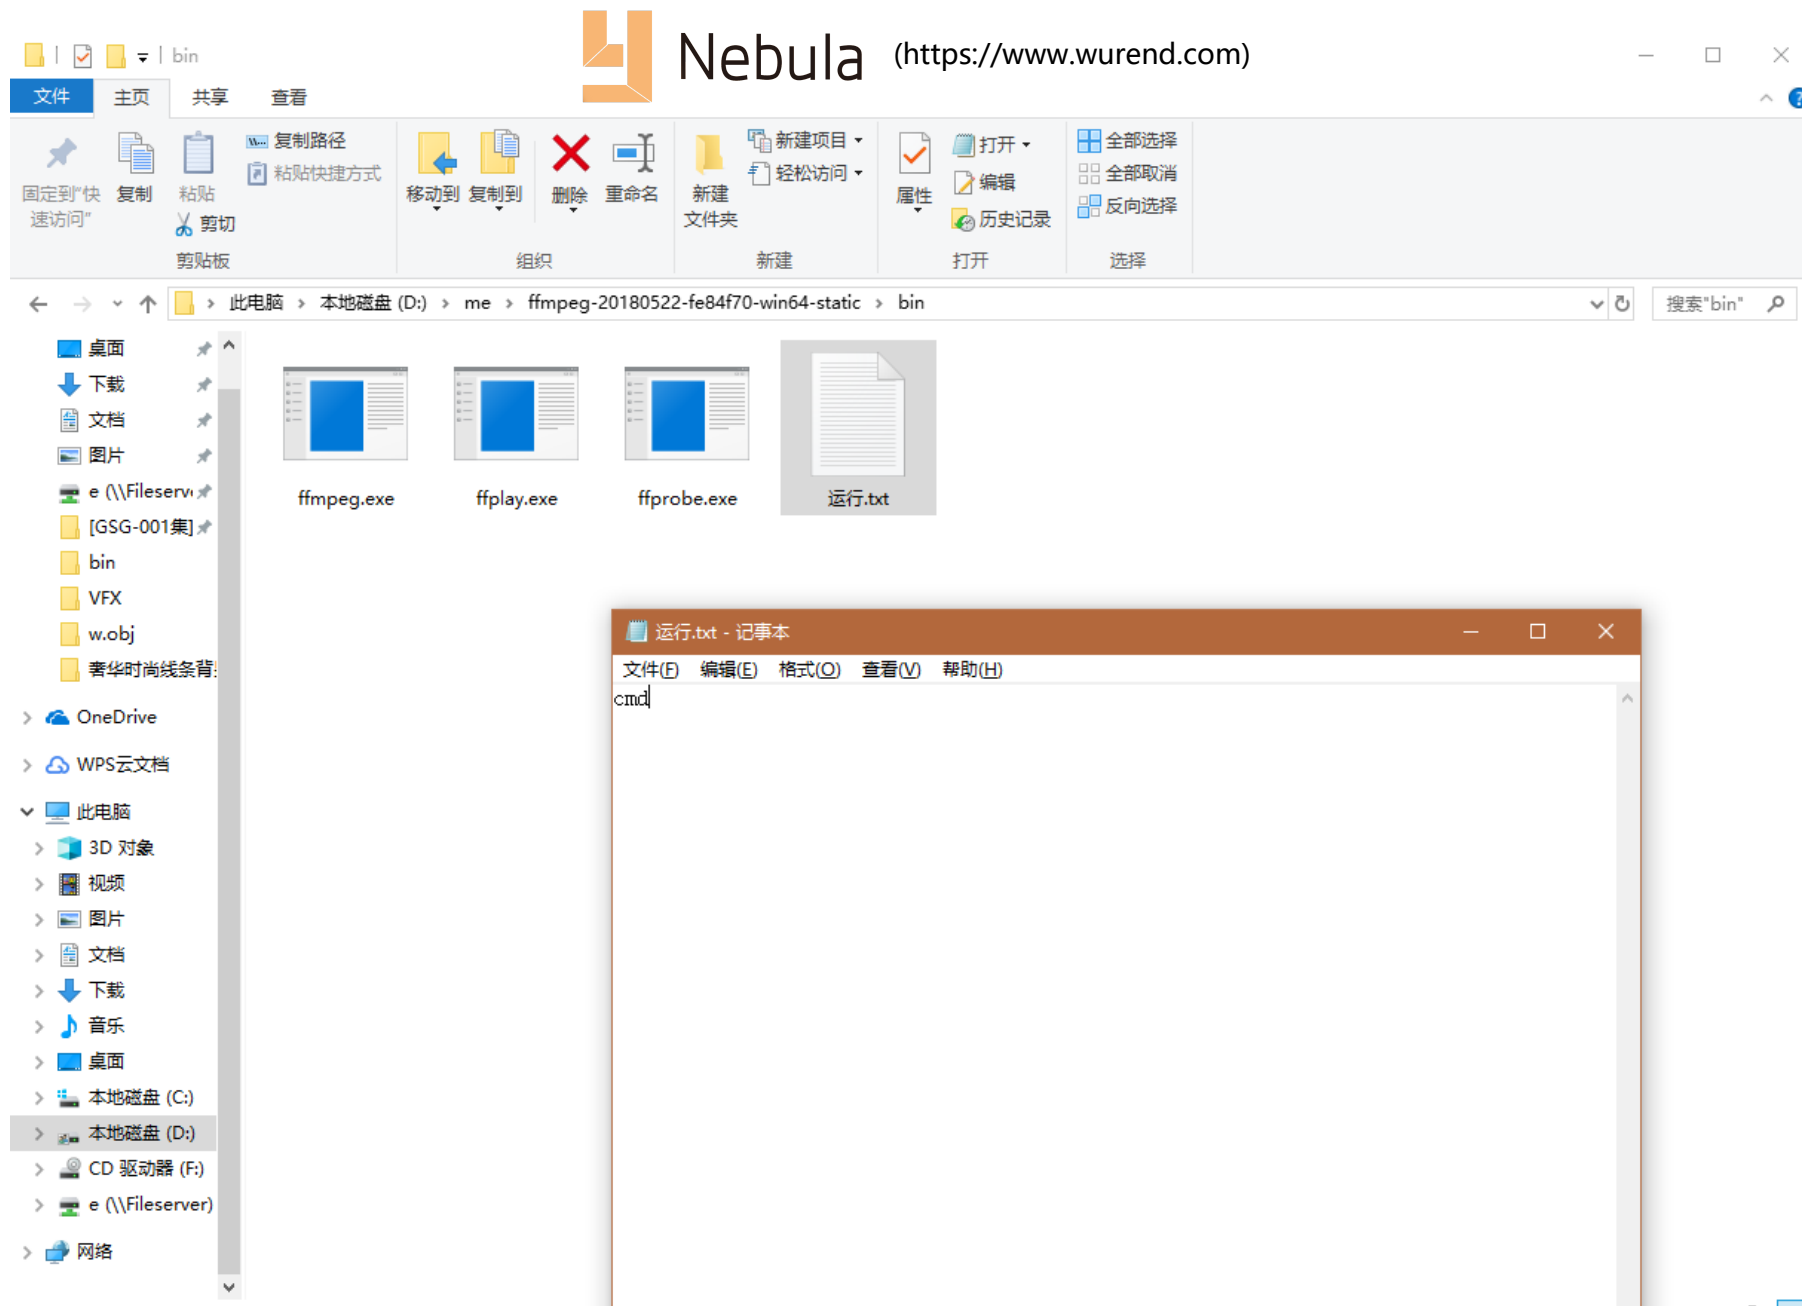 bin
Nebula (https://www.wurend.com)
文件 主页 共享 查看
固定到"快
速访问"
复制
粘贴
复制路径
粘贴快捷方式
剪切
剪贴板
移动到 复制到 删除 重命名
组织
新建
文件夹
新建项目
轻松访问
新建
属性
打开
编辑
历史记录
打开
全部选择
全部取消
反向选择
选择
此电脑 本地磁盘 (D:) me ffmpeg-20180522-fe84f70-win64-static bin
搜索"bin"
桌面
下载
文档
图片
e (\\Fileserv
[GSG-001集]
bin
VFX
w.obj
奢华时尚线条背
OneDrive
WPS云文档
此电脑
3D 对象
视频
图片
文档
下载
音乐
桌面
本地磁盘 (C:)
本地磁盘 (D:)
CD 驱动器 (F:)
e (\\Fileserver)
网络
ffmpeg.exe
ffplay.exe
ffprobe.exe
运行.txt
运行.txt - 记事本
文件(F) 编辑(E) 格式(O) 查看(V) 帮助(H)
cmd